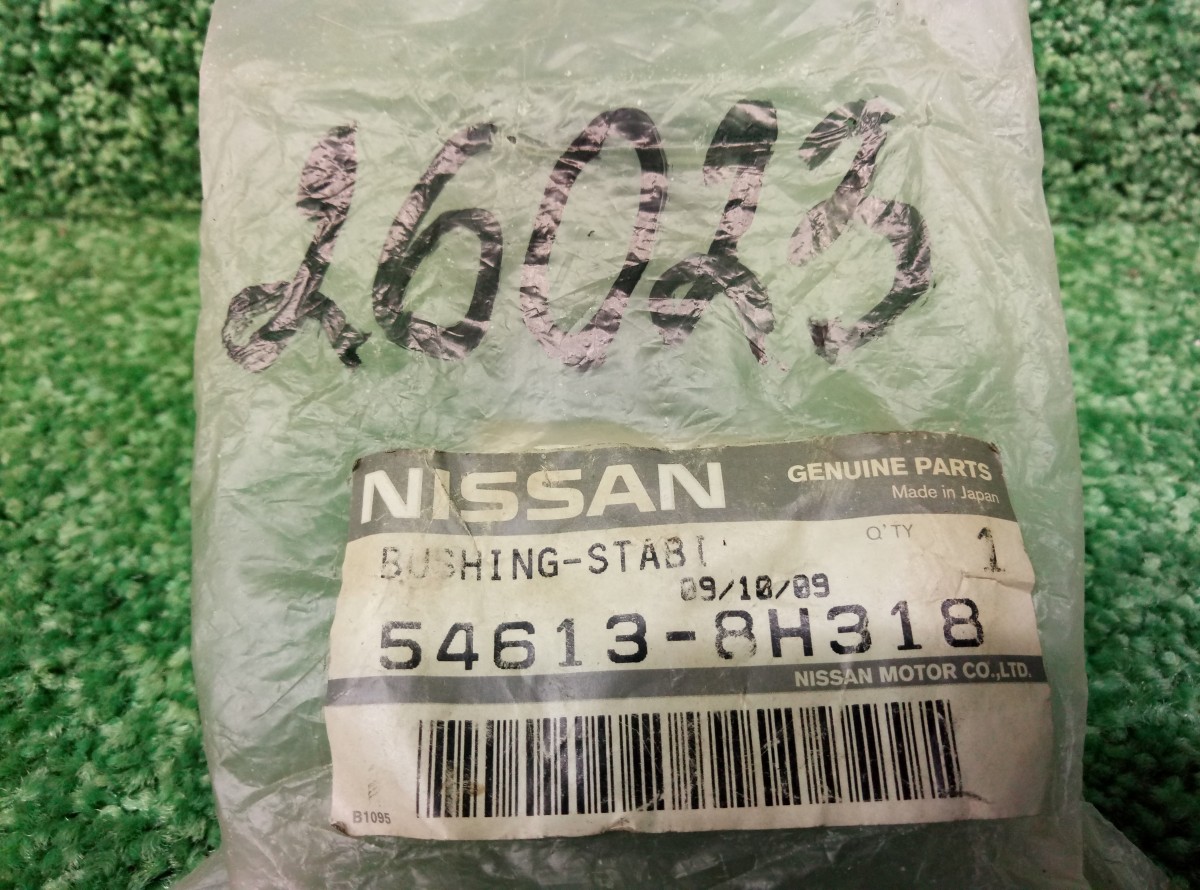 26023
NISSAN GENUINE PARTS
Made in Japan
BUSHING-STABI
Q'TY 1
09/10/09
54613-8H318
NISSAN MOTOR CO.,LTD.
B1095